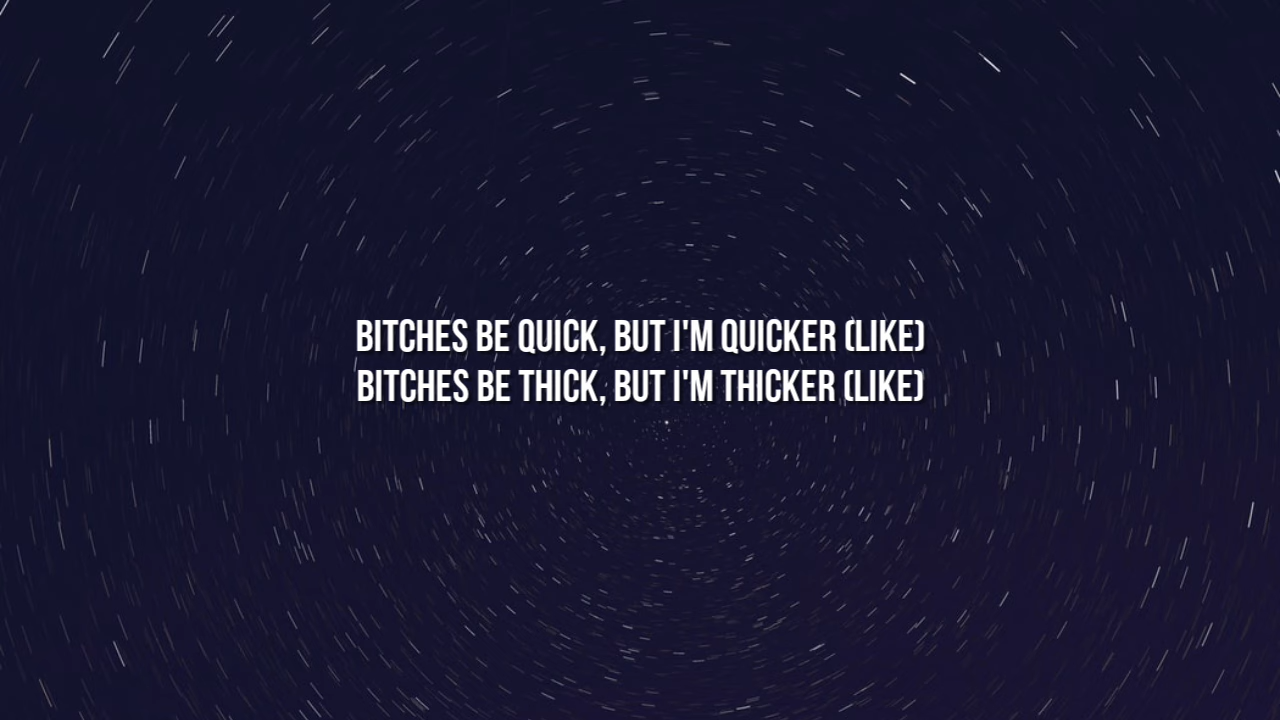 BITCHES BE QUICK, BUT I'M QUICKER (LIKE)
BITCHES BE THICK, BUT I'M THICKER (LIKE)